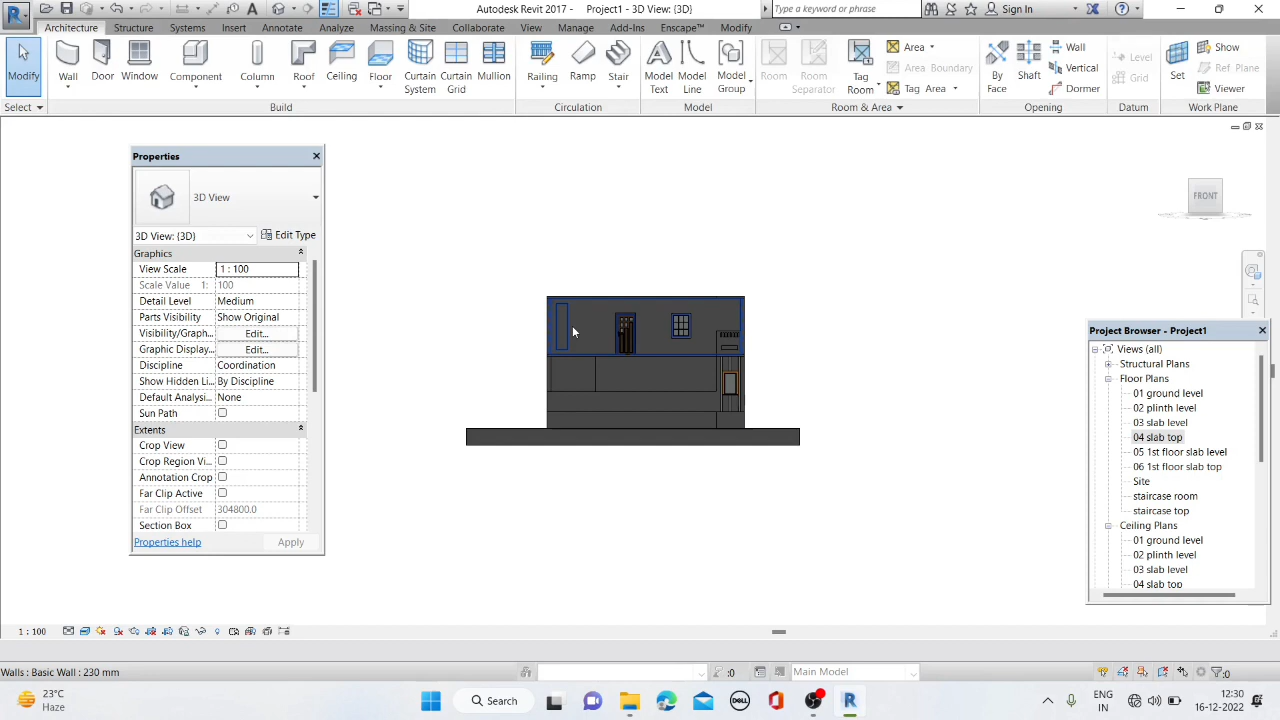 Autodesk Revit 2017 - Project1 - 3D View: {3D}
Type a keyword or phrase
Sign In
Architecture Structure Systems Insert Annotate Analyze Massing & Site Collaborate View Manage Add-Ins Escape™ Modify
Modify Wall Door Window Component Column Roof Ceiling Floor Curtain System Curtain Grid Mullion Railing Ramp Stair Model Text Model Line Model Group Room Room Separator Tag Room Area Area Boundary Tag Area By Face Shaft Wall Vertical Dormer Level Grid Set Show Ref Plane Viewer
Select Build Circulation Model Room & Area Opening Datum Work Plane
Properties
3D View
3D View: {3D} Edit Type
Graphics
View Scale 1 : 100
Scale Value 1: 100
Detail Level Medium
Parts Visibility Show Original
Visibility/Graph... Edit...
Graphic Display... Edit...
Discipline Coordination
Show Hidden Li... By Discipline
Default Analysi... None
Sun Path
Extents
Crop View
Crop Region Vi...
Annotation Crop
Far Clip Active
Far Clip Offset 304800.0
Section Box
Properties help Apply
FRONT
Project Browser - Project1
Views (all)
Structural Plans
Floor Plans
01 ground level
02 plinth level
03 slab level
04 slab top
05 1st floor slab level
06 1st floor slab top
Site
staircase room
staircase top
Ceiling Plans
01 ground level
02 plinth level
03 slab level
04 slab top
1 : 100
Walls : Basic Wall : 230 mm
:0
Main Model
:0
23°C
Haze
Search
ENG
IN
12:30
16-12-2022